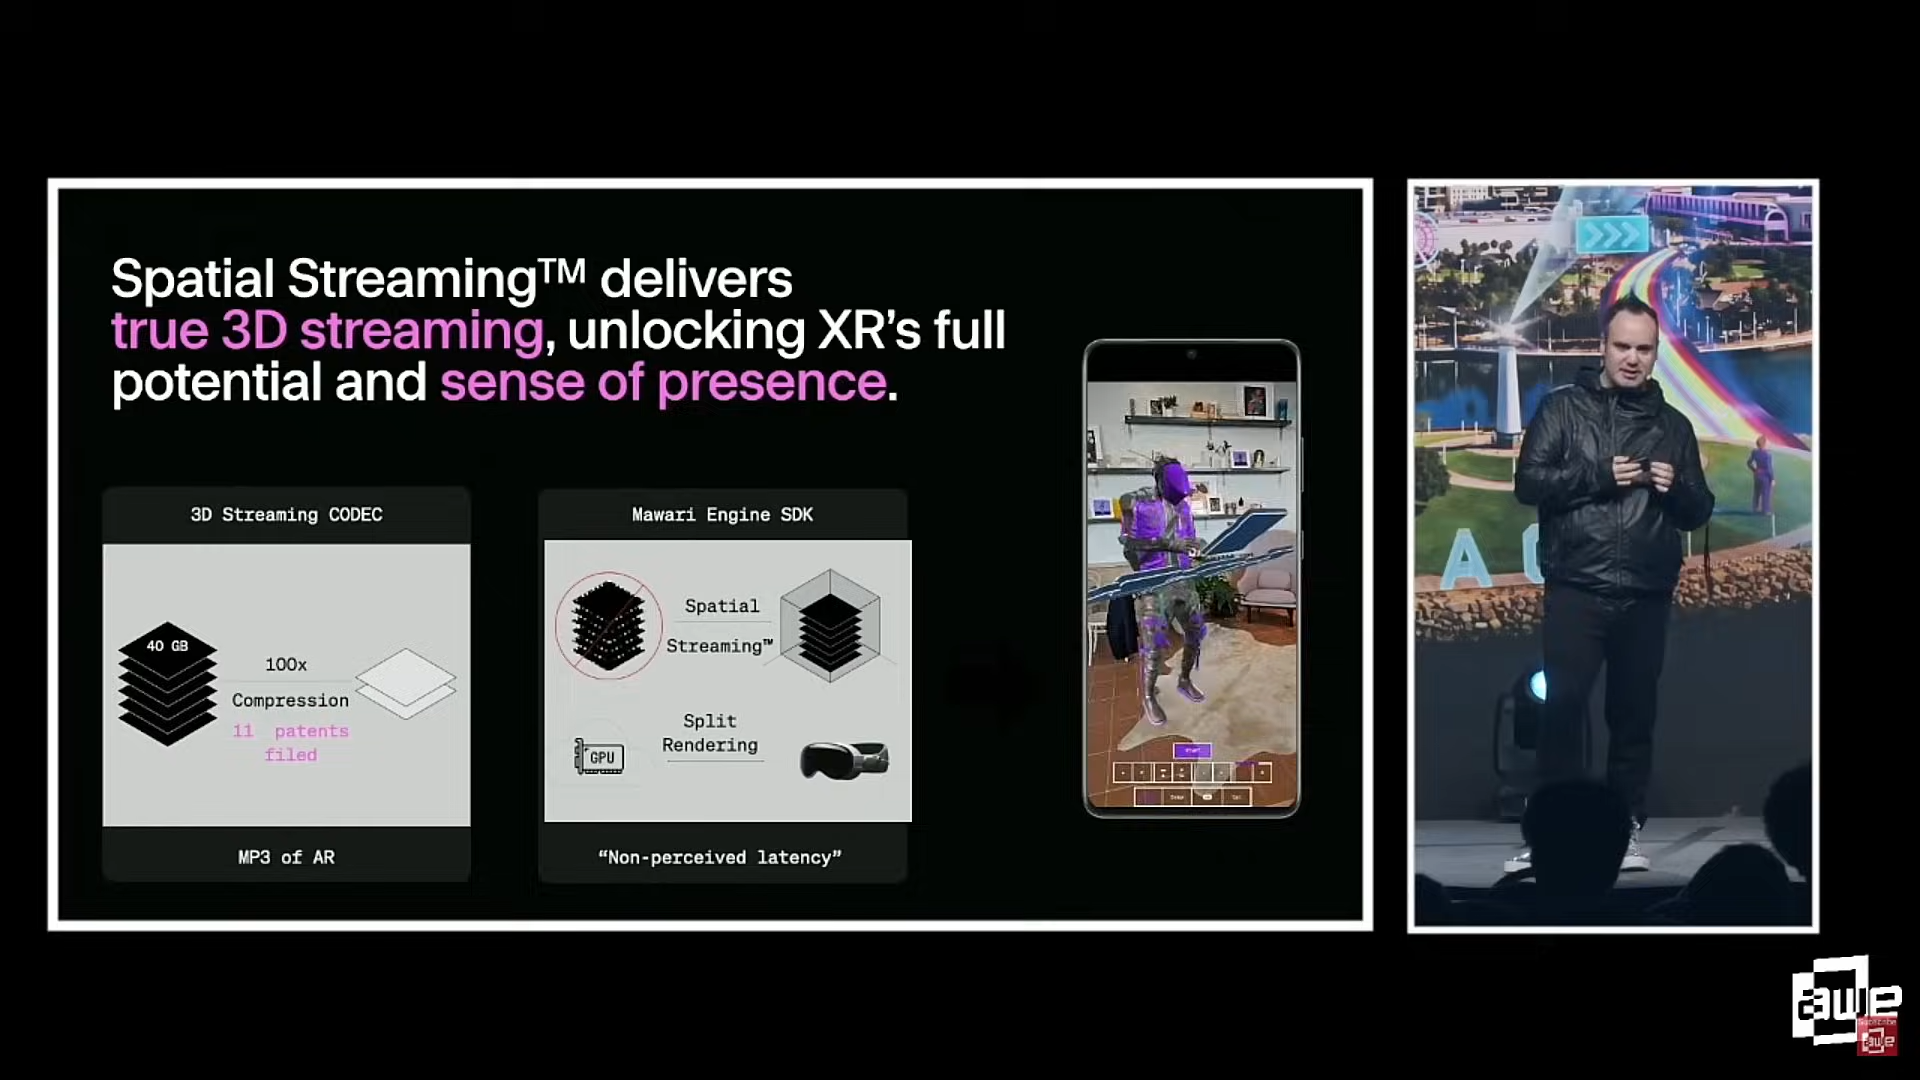 Spatial Streaming™ delivers
true 3D streaming, unlocking XR’s full
potential and sense of presence.
3D Streaming CODEC
40 GB
100x
Compression
11 patents
filed
MP3 of AR
Mawari Engine SDK
Spatial
Streaming™
Split
Rendering
GPU
“Non-perceived latency”
A
awe
Subscribe
awe